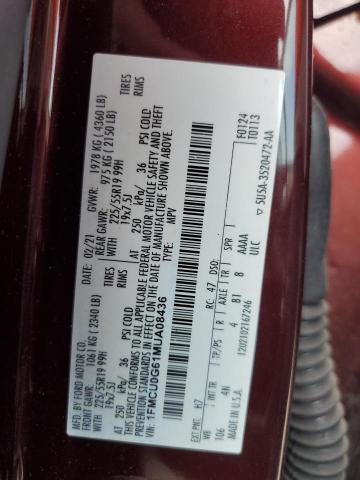 MFD. BY FORD MOTOR CO.
DATE: 02/21 GVWR: 1978 KG ( 4360 LB)
FRONT GAWR: 1061KG ( 2340 LB) REAR GAWR: 975 KG ( 2150 LB)
WITH 225/55R19 99H TIRES WITH 225/55R19 99H TIRES
19x7.5J RIMS 19x7.5J RIMS
AT 250 kPa/ 36 PSI COLD AT 250 kPa/ 36 PSI COLD
THIS VEHICLE CONFORMS TO ALL APPLICABLE FEDERAL MOTOR VEHICLE SAFETY AND THEFT
PREVENTION STANDARDS IN EFFECT ON THE DATE OF MANUFACTURE SHOWN ABOVE.
VIN: 1FMCU0G61MUA08436 TYPE: MPV
F0124
T0113
EXT PNT: H7 RC: 47 DSO:
WB INT TR TP/PS R AXLE TR SPR
106 4N 4 B1 8 AAAA
MADE IN U.S.A. 1202102167246 ULC
5U5A-3520472-AA